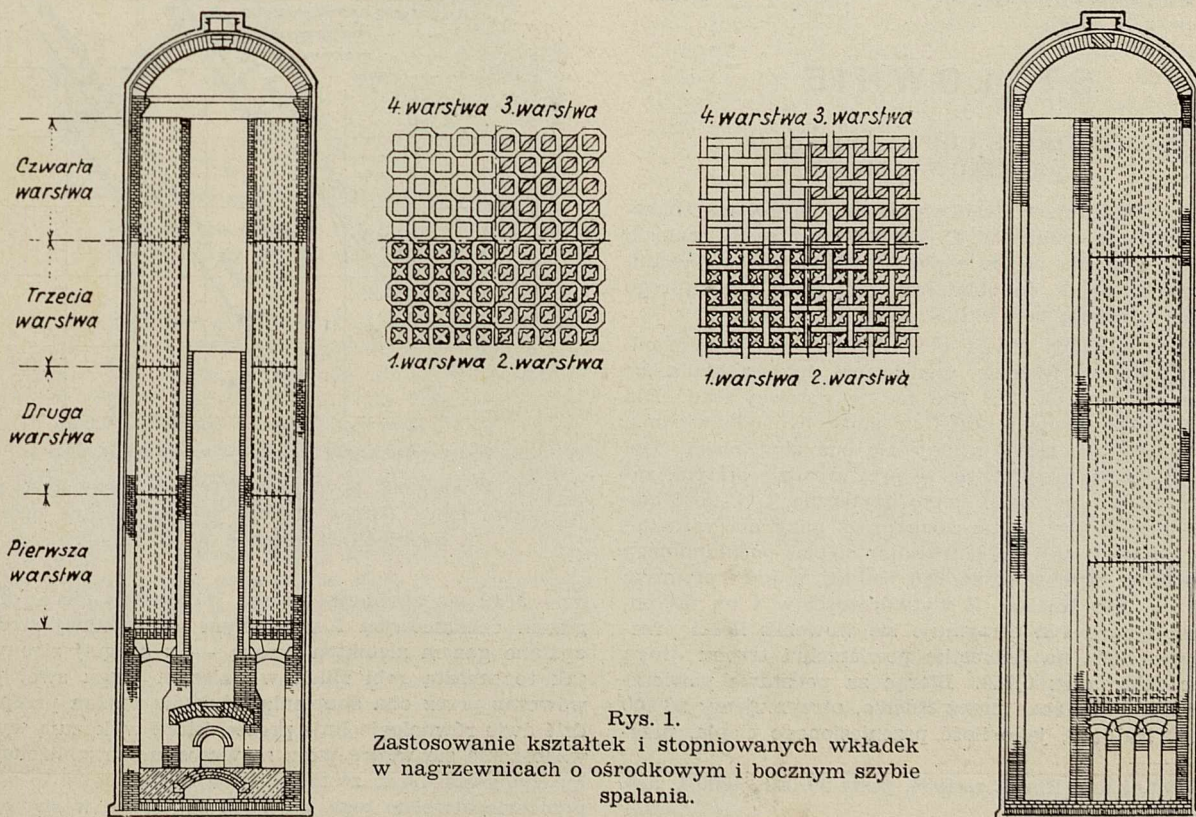 4. warstwa 3. warstwa
4. warstwa 3. warstwa
Czwarta
warstwa
Trzecia
warstwa
1. warstwa 2. warstwa
1. warstwa 2. warstwa
Druga
warstwa
Pierwsza
warstwa
Rys. 1.
Zastosowanie kształtek i stopniowanych wkładek
w nagrzewnicach o ośrodkowym i bocznym szybie
spalania.